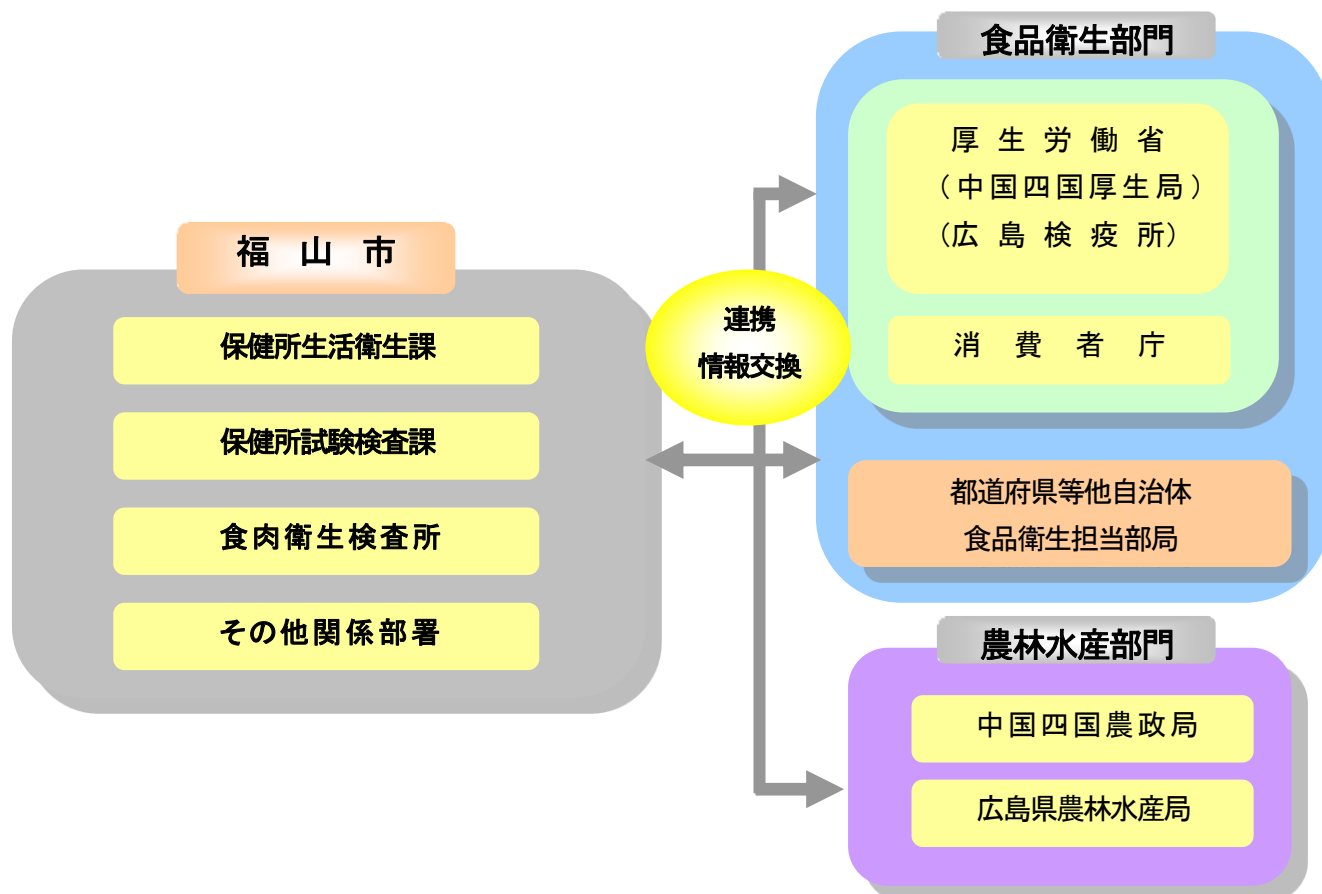 福山市
保健所生活衛生課
保健所試験検査課
食肉衛生検査所
その他関係部署
連携
情報交換
食品衛生部門
厚生労働省
（中国四国厚生局）
（広島検疫所）
消費者庁
都道府県等他自治体
食品衛生担当部局
農林水産部門
中国四国農政局
広島県農林水産局